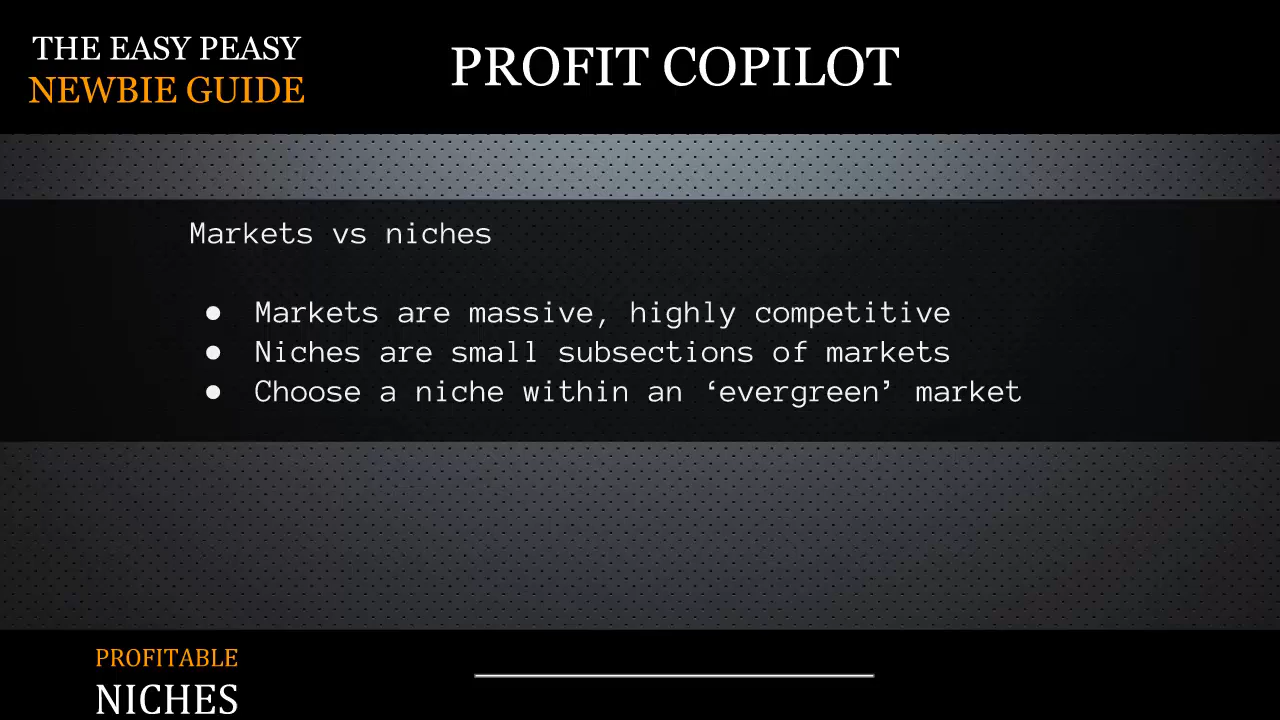 THE EASY PEASY
NEWBIE GUIDE
PROFIT COPILOT
Markets vs niches
● Markets are massive, highly competitive
● Niches are small subsections of markets
● Choose a niche within an ‘evergreen’ market
PROFITABLE
NICHES